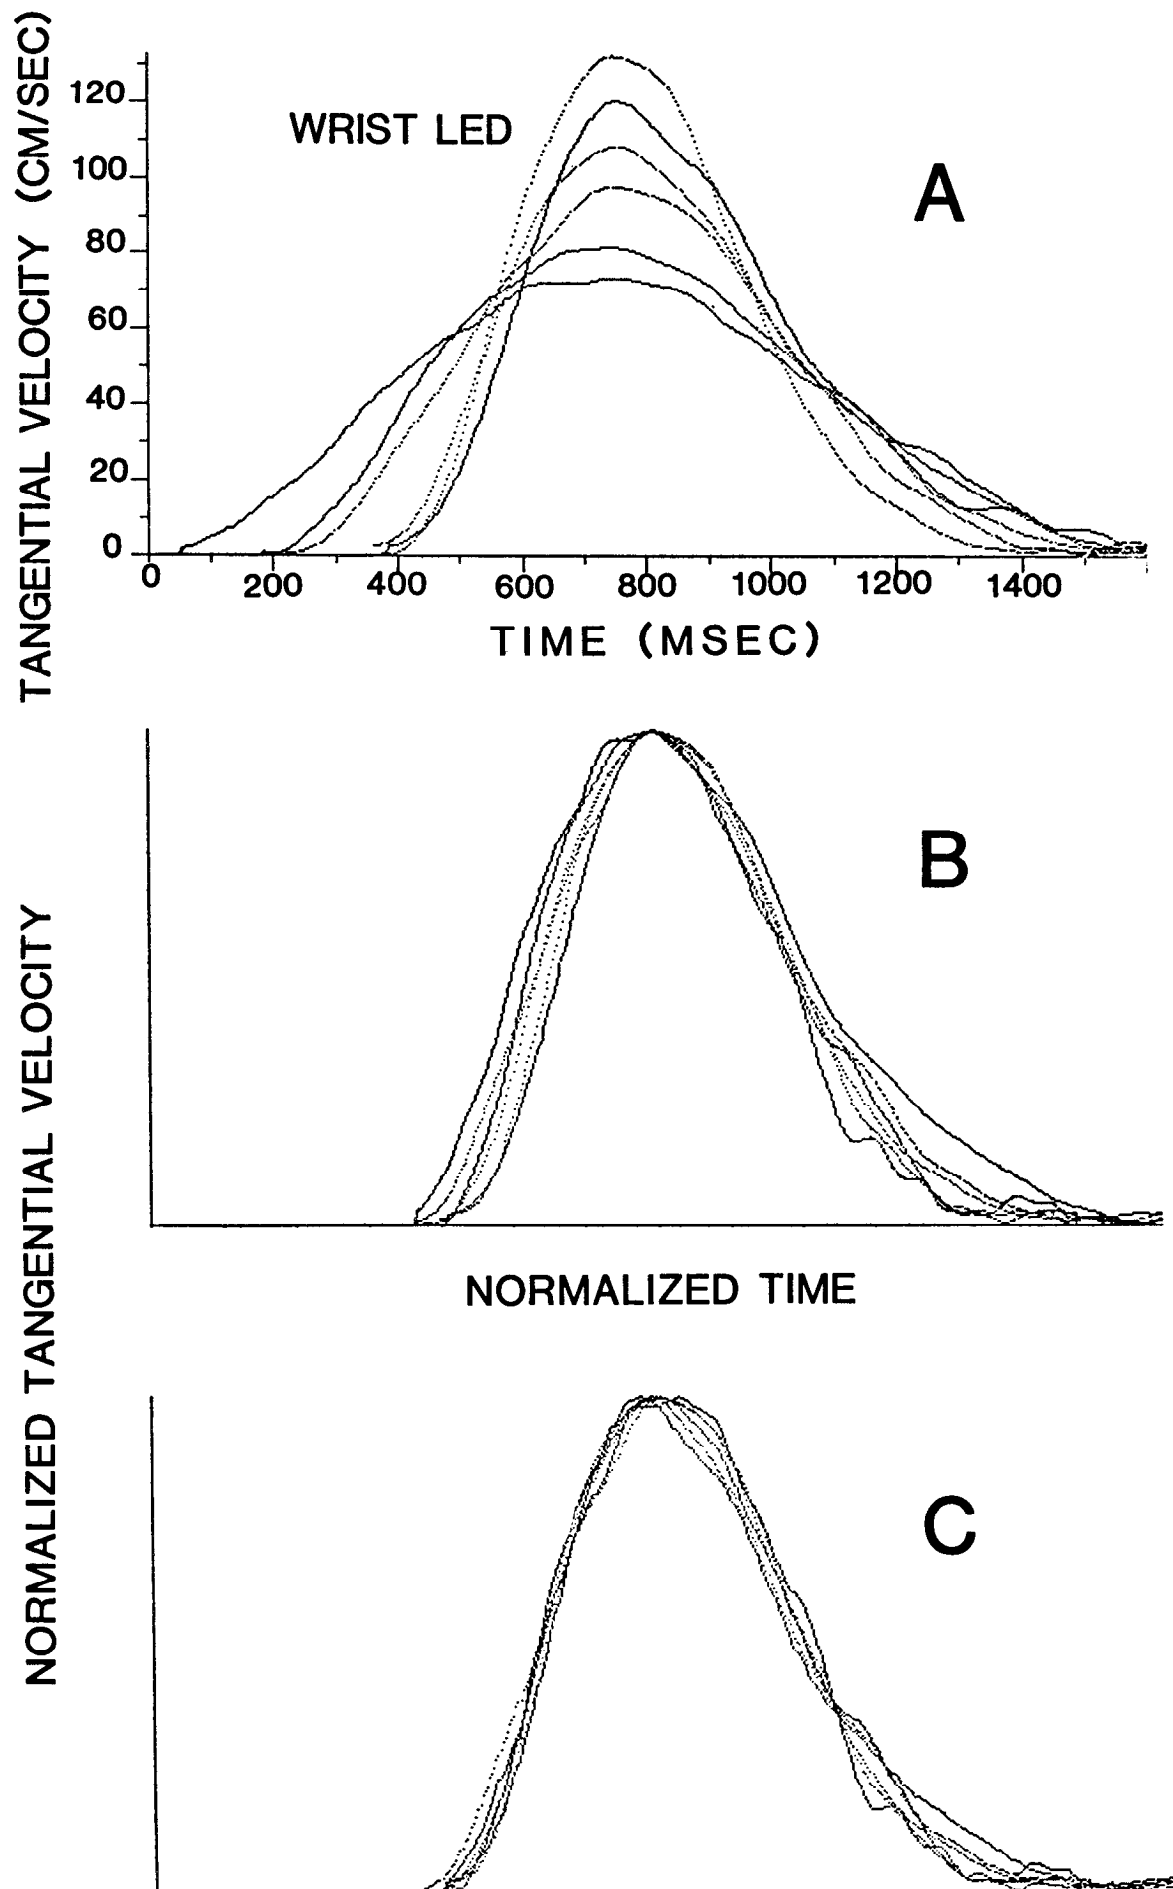 TANGENTIAL VELOCITY (CM/SEC)
120
100
80
60
40
20
0
WRIST LED
A
0 200 400 600 800 1000 1200 1400
TIME (MSEC)
NORMALIZED TANGENTIAL VELOCITY
B
NORMALIZED TIME
C